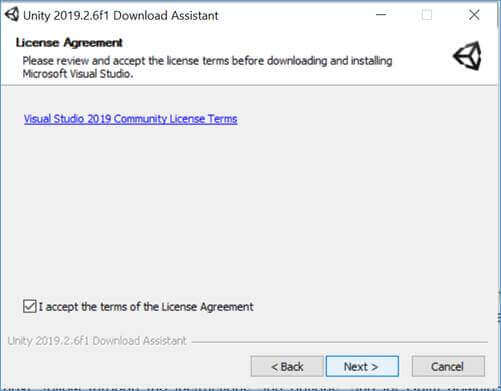 Unity 2019.2.6f1 Download Assistant
License Agreement
Please review and accept the license terms before downloading and installing
Microsoft Visual Studio.
Visual Studio 2019 Community License Terms
I accept the terms of the License Agreement
Unity 2019.2.6f1 Download Assistant
< Back Next > Cancel